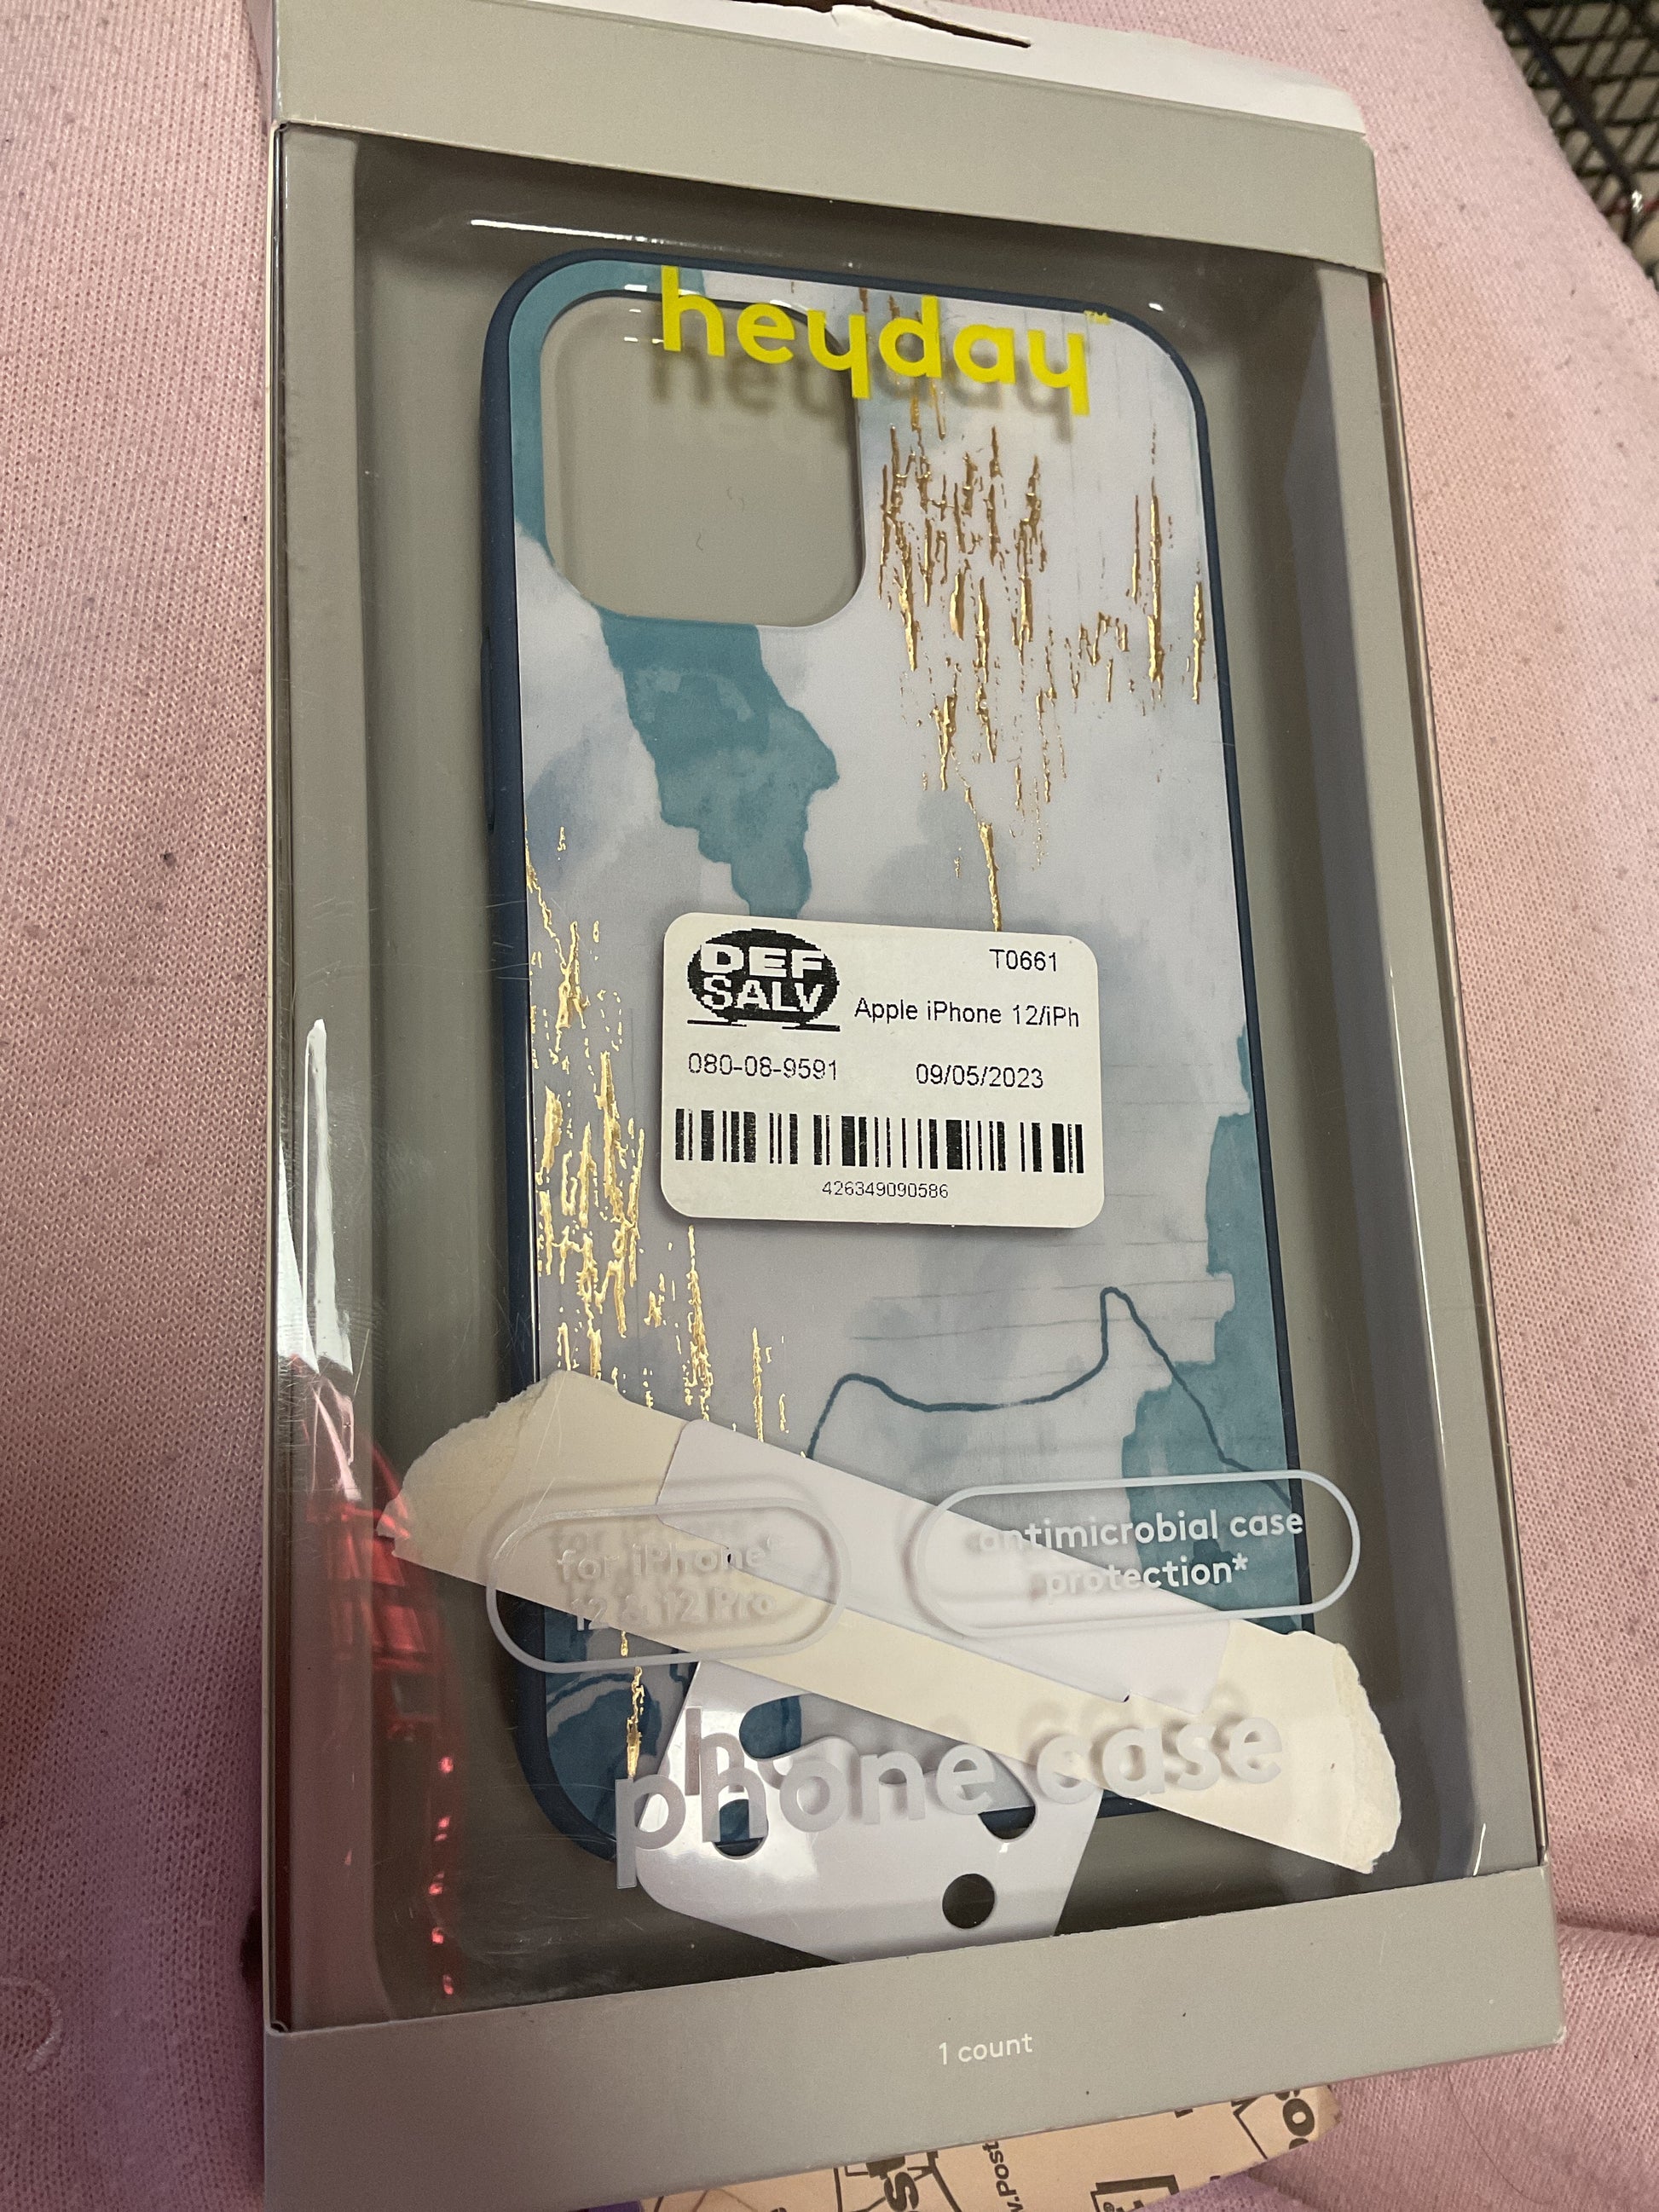 heyday™
DEF
SALV
T0661
Apple iPhone 12/iPh
080-08-9591
09/05/2023
426349090586
for iPhone®
12 & 12 Pro
antimicrobial case
protection*
phone case
1 count